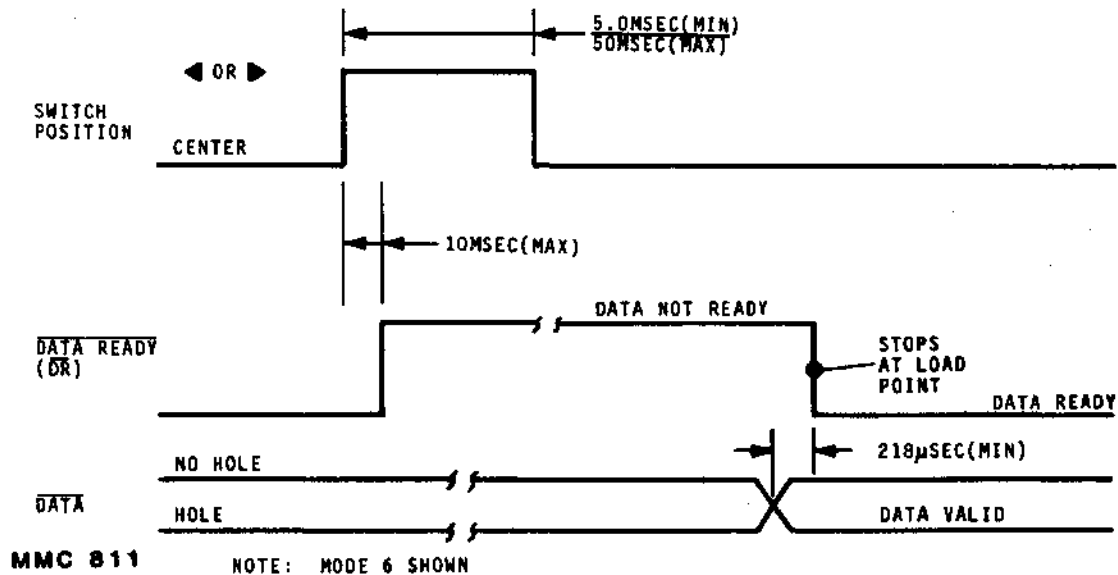 5.0MSEC(MIN)
50MSEC(MAX)
◀ OR ▶
SWITCH
POSITION
CENTER
10MSEC(MAX)
DATA NOT READY
DATA READY
(DR)
STOPS
AT LOAD
POINT
DATA READY
218µSEC(MIN)
NO HOLE
DATA
HOLE
DATA VALID
MMC 811
NOTE: MODE 6 SHOWN